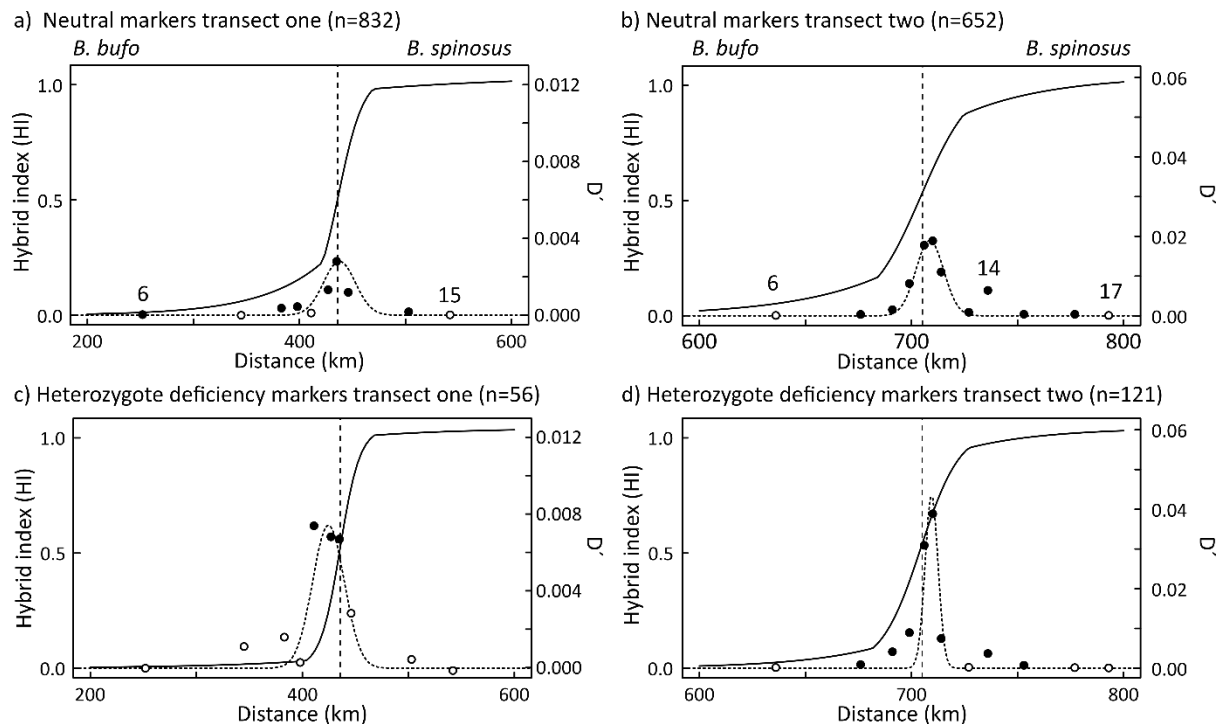 a) Neutral markers transect one (n=832)
B. bufo
B. spinosus
Hybrid index (HI)
1.0
0.5
0.0
0.012
0.008
0.004
0.000
D´
6
15
200
400
600
Distance (km)
b) Neutral markers transect two (n=652)
B. bufo
B. spinosus
Hybrid index (HI)
1.0
0.5
0.0
0.06
0.04
0.02
0.00
D´
6
14
17
600
700
800
Distance (km)
c) Heterozygote deficiency markers transect one (n=56)
Hybrid index (HI)
1.0
0.5
0.0
0.012
0.008
0.004
0.000
D´
200
400
600
Distance (km)
d) Heterozygote deficiency markers transect two (n=121)
Hybrid index (HI)
1.0
0.5
0.0
0.06
0.04
0.02
0.00
D´
600
700
800
Distance (km)